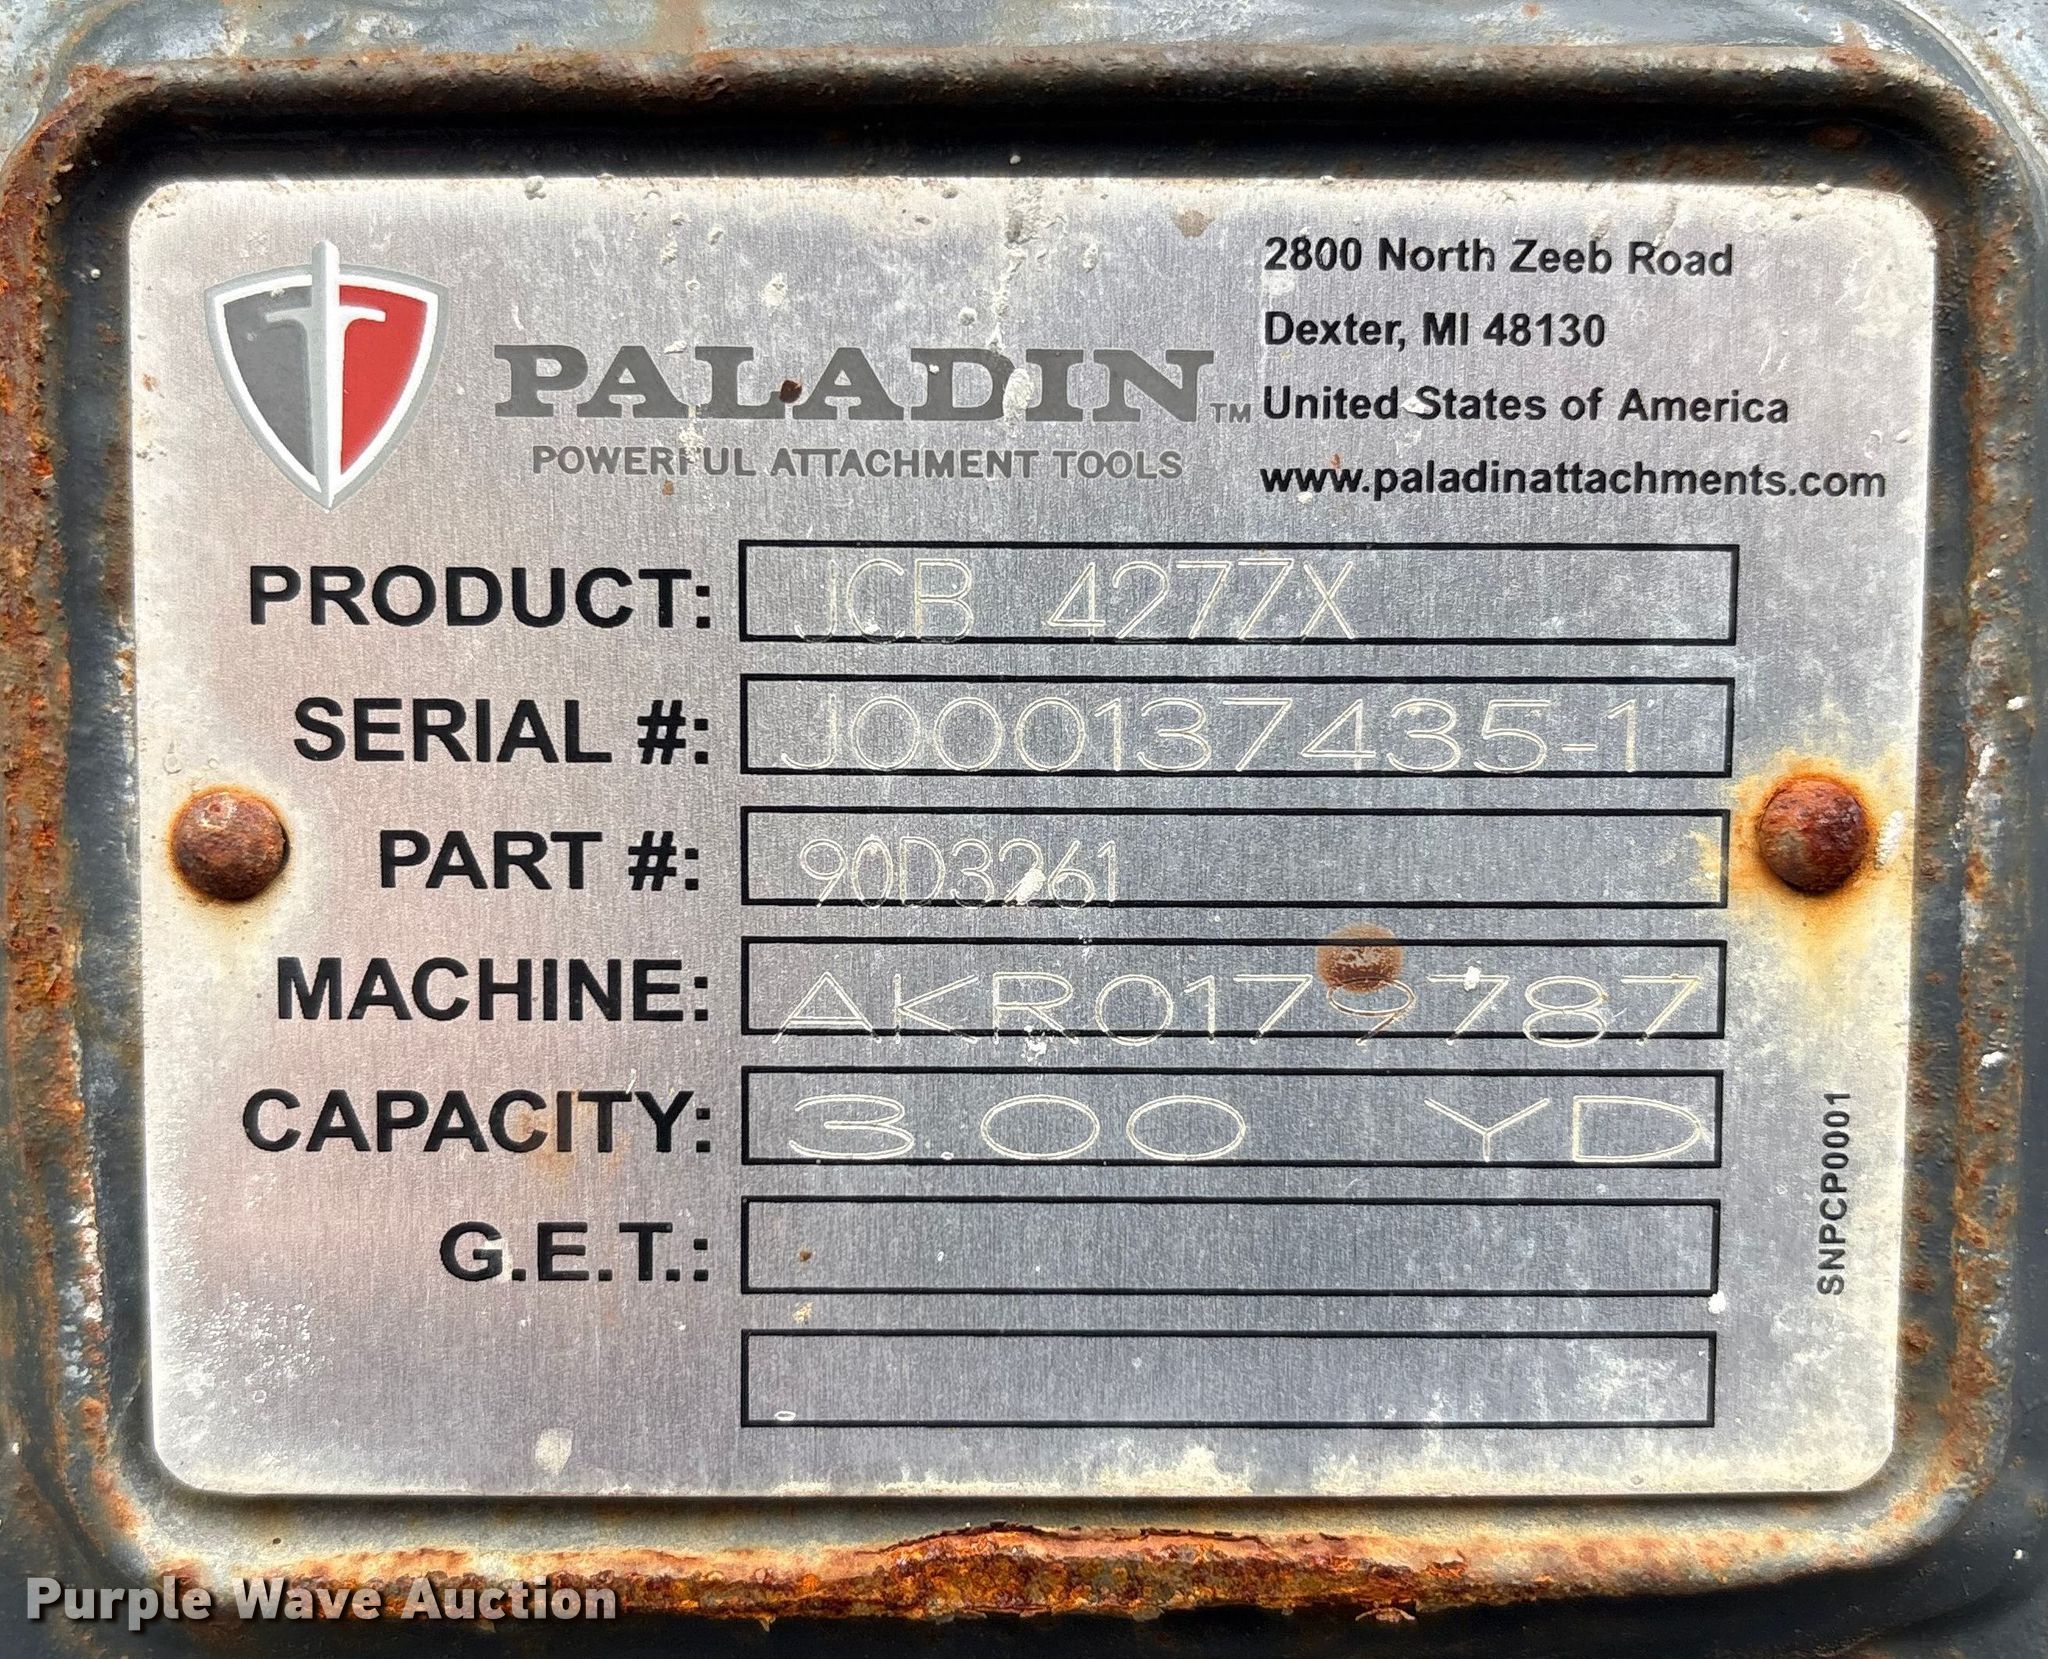 PALADIN™
POWERFUL ATTACHMENT TOOLS
2800 North Zeeb Road
Dexter, MI 48130
United States of America
www.paladinattachments.com
PRODUCT: JCB 427ZX
SERIAL #: J000137435-1
PART #: 90D3261
MACHINE: AKR0179787
CAPACITY: 3.00 YD
G.E.T.:
SNPCP0001
Purple Wave Auction